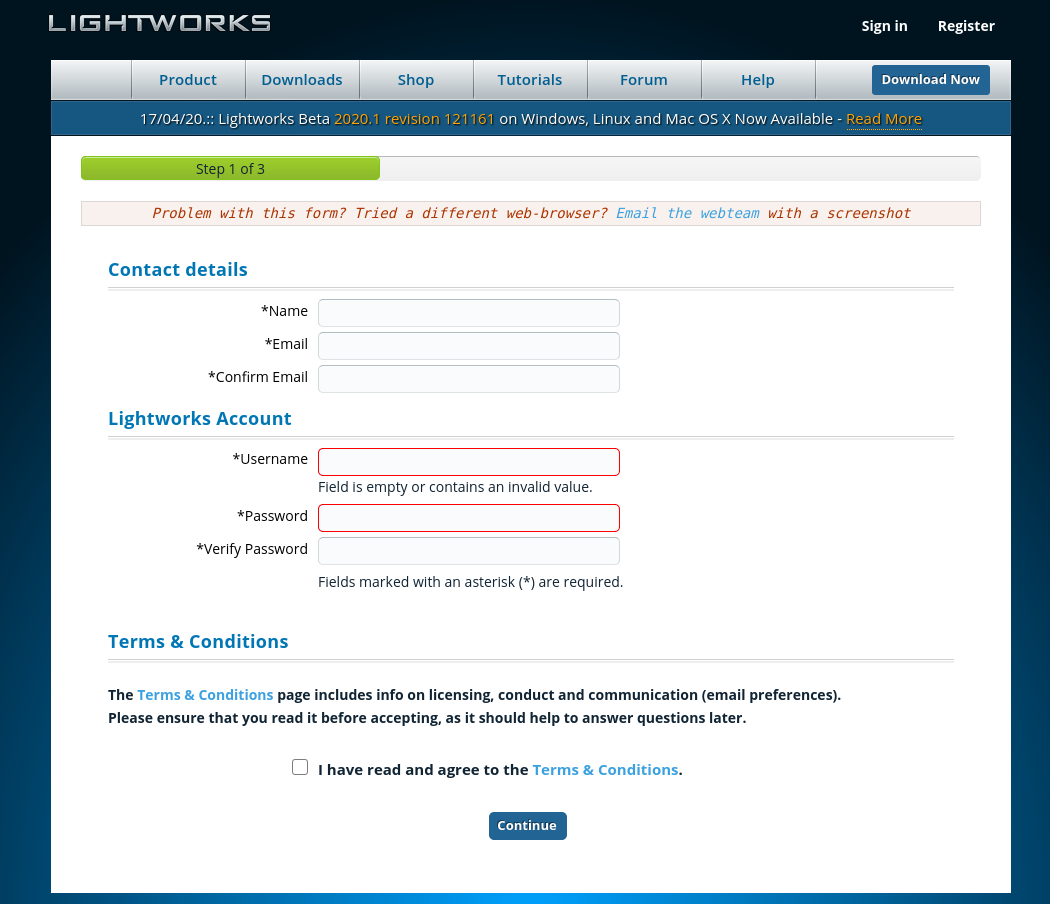 LIGHTWORKS
Sign in Register
Product Downloads Shop Tutorials Forum Help Download Now
17/04/20.:: Lightworks Beta 2020.1 revision 121161 on Windows, Linux and Mac OS X Now Available - Read More
Step 1 of 3
Problem with this form? Tried a different web-browser? Email the webteam with a screenshot
Contact details
*Name
*Email
*Confirm Email
Lightworks Account
*Username
Field is empty or contains an invalid value.
*Password
*Verify Password
Fields marked with an asterisk (*) are required.
Terms & Conditions
The Terms & Conditions page includes info on licensing, conduct and communication (email preferences).
Please ensure that you read it before accepting, as it should help to answer questions later.
I have read and agree to the Terms & Conditions.
Continue